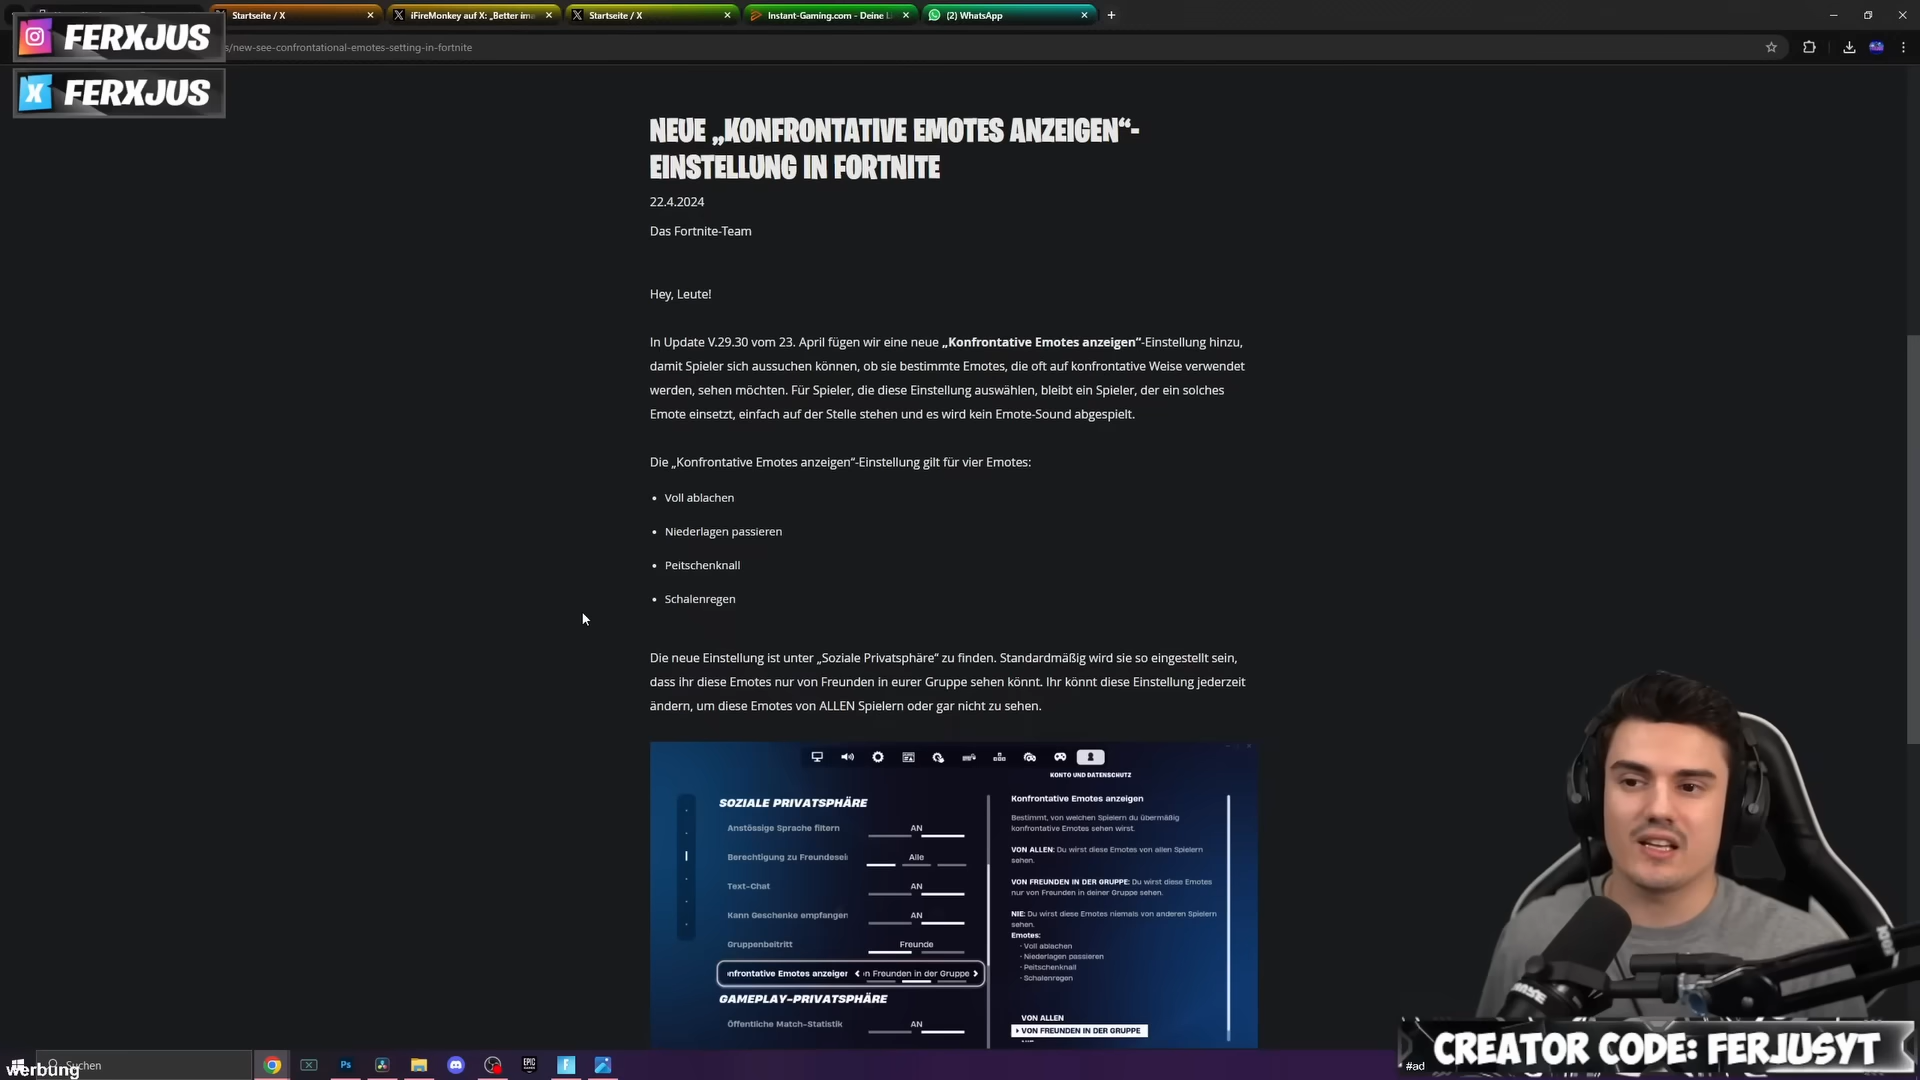 Startseite / X
iFireMonkey auf X: „Better ima
Startseite / X
Instant-Gaming.com - Deine L
(2) WhatsApp
FERXJUS
/new-see-confrontational-emotes-setting-in-fortnite
FERXJUS
NEUE „KONFRONTATIVE EMOTES ANZEIGEN“-
EINSTELLUNG IN FORTNITE
22.4.2024
Das Fortnite-Team
Hey, Leute!
In Update V.29.30 vom 23. April fügen wir eine neue „Konfrontative Emotes anzeigen“-Einstellung hinzu,
damit Spieler sich aussuchen können, ob sie bestimmte Emotes, die oft auf konfrontative Weise verwendet
werden, sehen möchten. Für Spieler, die diese Einstellung auswählen, bleibt ein Spieler, der ein solches
Emote einsetzt, einfach auf der Stelle stehen und es wird kein Emote-Sound abgespielt.
Die „Konfrontative Emotes anzeigen“-Einstellung gilt für vier Emotes:
• Voll ablachen
• Niederlagen passieren
• Peitschenknall
• Schalenregen
Die neue Einstellung ist unter „Soziale Privatsphäre“ zu finden. Standardmäßig wird sie so eingestellt sein,
dass ihr diese Emotes nur von Freunden in eurer Gruppe sehen könnt. Ihr könnt diese Einstellung jederzeit
ändern, um diese Emotes von ALLEN Spielern oder gar nicht zu sehen.
KONTO UND DATENSCHUTZ
SOZIALE PRIVATSPHÄRE
Anstössige Sprache filtern AN
Berechtigung zu Freundesei Alle
Text-Chat AN
Kann Geschenke empfangen AN
Gruppenbeitritt Freunde
nfrontative Emotes anzeigen n Freunden in der Gruppe
GAMEPLAY-PRIVATSPHÄRE
Öffentliche Match-Statistik AN
Konfrontative Emotes anzeigen
Bestimmt, von welchen Spielern du übermäßig
konfrontative Emotes sehen wirst.
VON ALLEN: Du wirst diese Emotes von allen Spielern
sehen.
VON FREUNDEN IN DER GRUPPE: Du wirst diese Emotes
nur von Freunden in deiner Gruppe sehen.
NIE: Du wirst diese Emotes niemals von anderen Spielern
sehen.
Emotes:
- Voll ablachen
- Niederlagen passieren
- Peitschenknall
- Schalenregen
VON ALLEN
VON FREUNDEN IN DER GRUPPE
CREATOR CODE: FERJUSYT
#ad
Suchen
werbung
EPIC